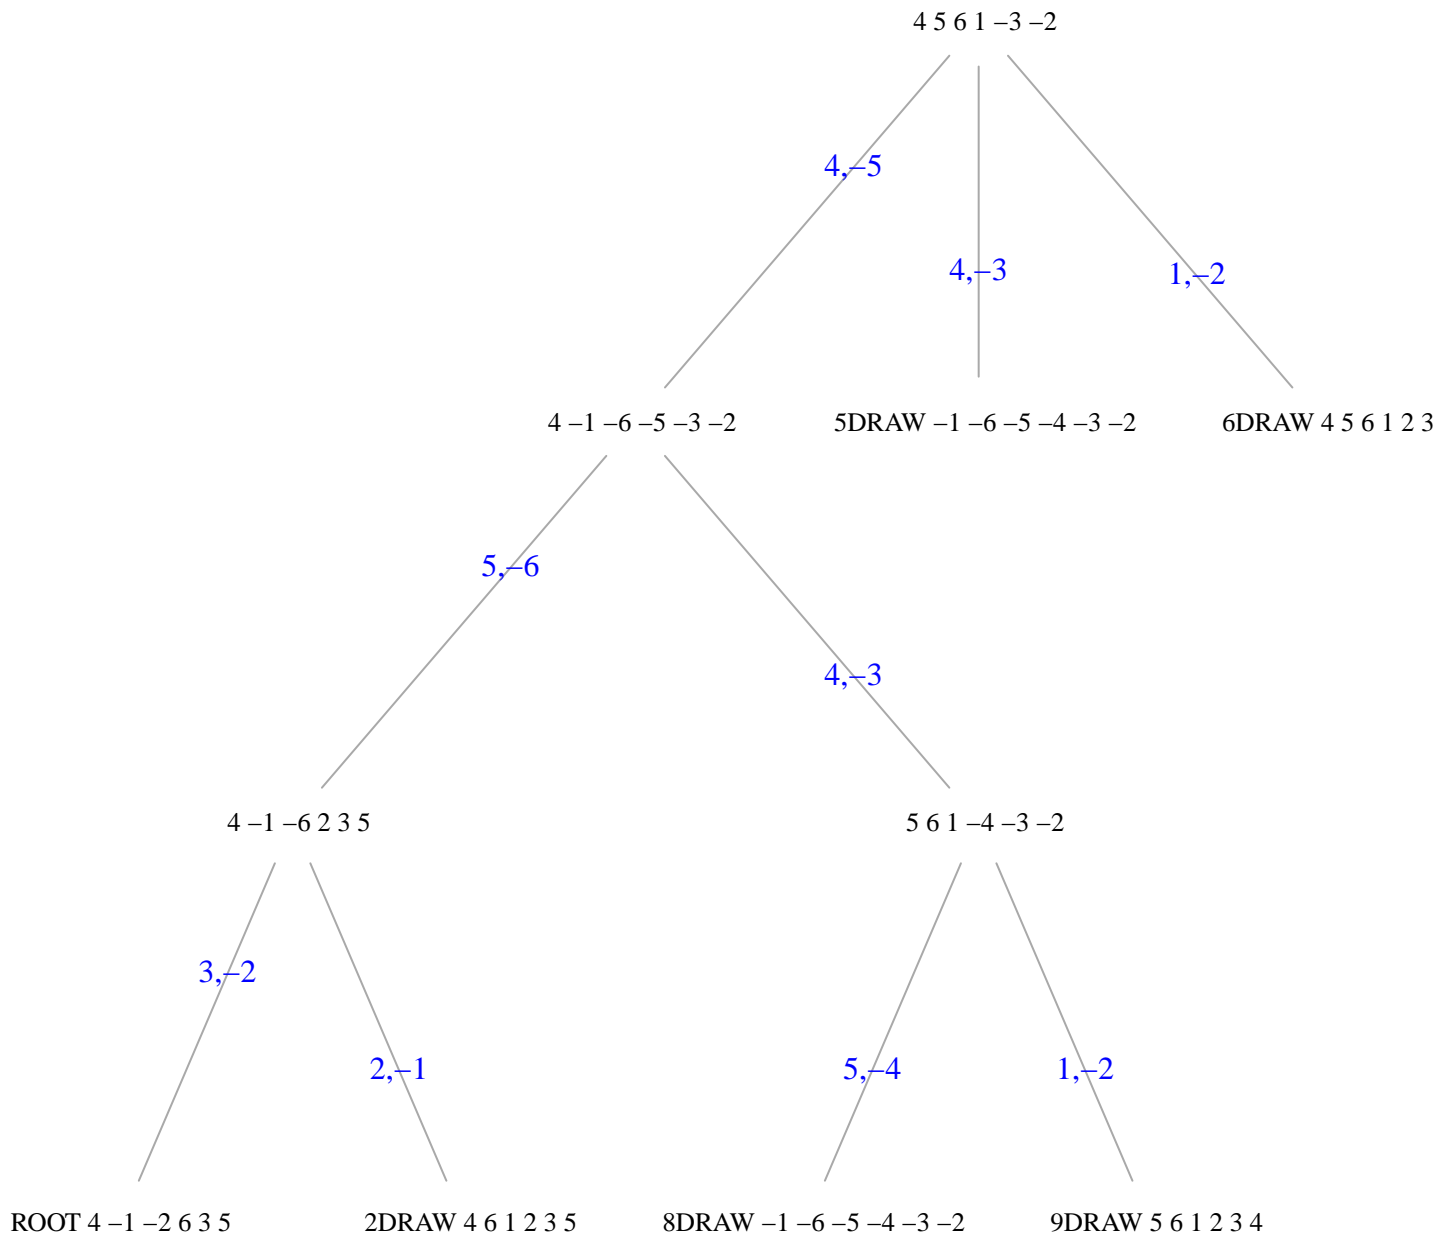 4 5 6 1 –3 –2
4,–5
4,–3
1,–2
4 –1 –6 –5 –3 –2
5DRAW –1 –6 –5 –4 –3 –2
6DRAW 4 5 6 1 2 3
5,–6
4,–3
4 –1 –6 2 3 5
5 6 1 –4 –3 –2
3,–2
2,–1
5,–4
1,–2
ROOT 4 –1 –2 6 3 5
2DRAW 4 6 1 2 3 5
8DRAW –1 –6 –5 –4 –3 –2
9DRAW 5 6 1 2 3 4